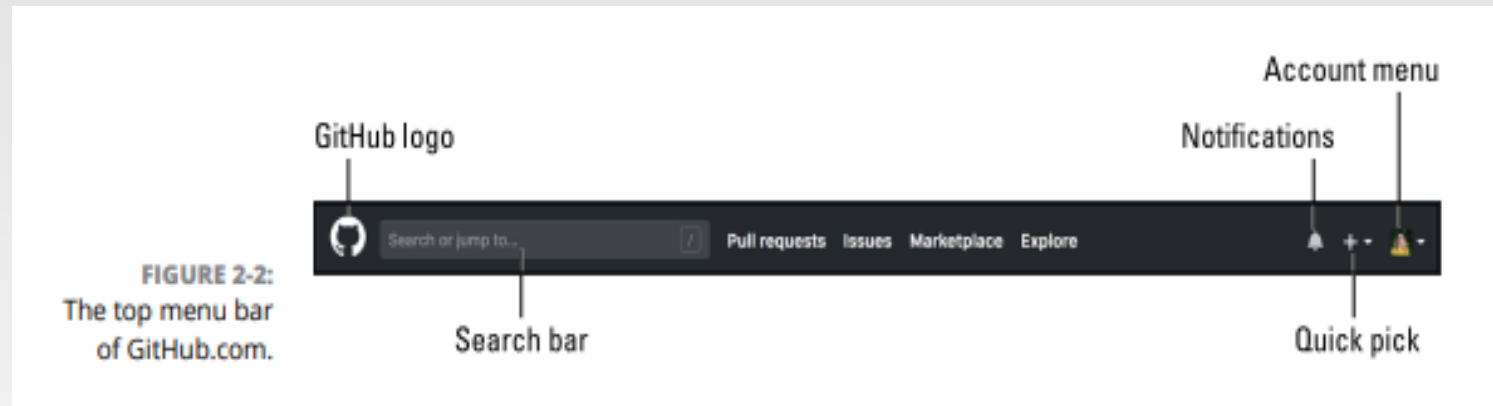 Account menu
GitHub logo
Notifications
Search or jump to... /
Pull requests Issues Marketplace Explore
FIGURE 2-2:
The top menu bar
of GitHub.com.
Search bar
Quick pick